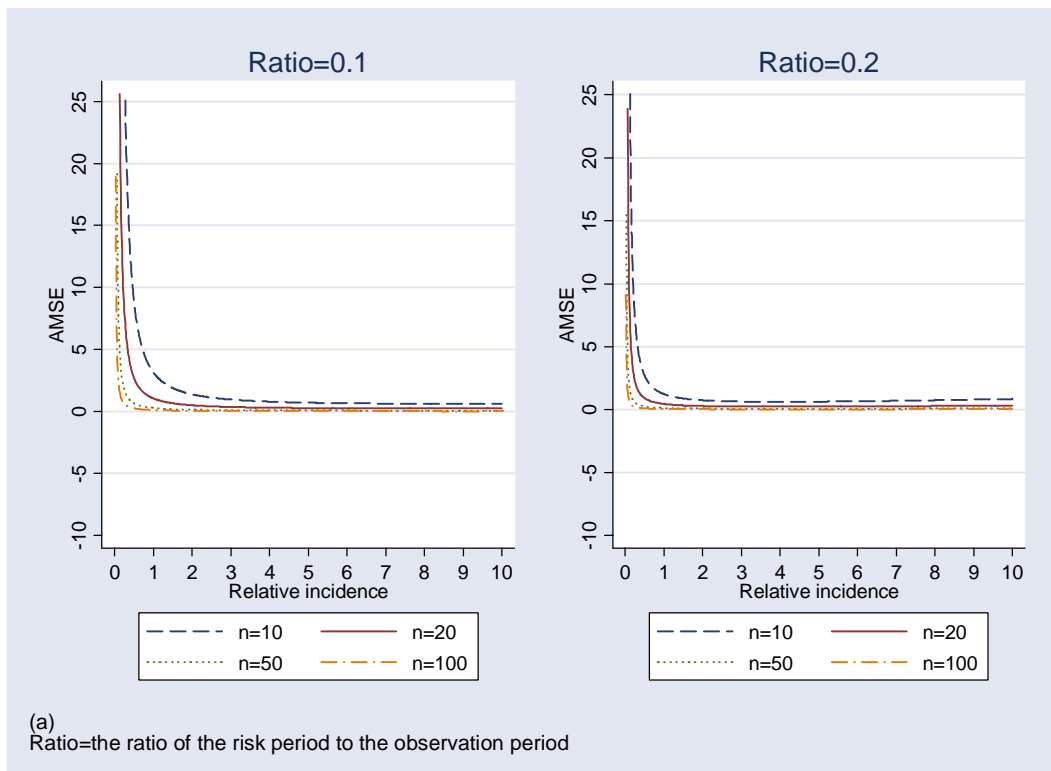 Ratio=0.1
25
20
15
10
5
0
-5
-10
AMSE
0 1 2 3 4 5 6 7 8 9 10
Relative incidence
n=10 n=20
n=50 n=100
Ratio=0.2
25
20
15
10
5
0
-5
-10
AMSE
0 1 2 3 4 5 6 7 8 9 10
Relative incidence
n=10 n=20
n=50 n=100
(a)
Ratio=the ratio of the risk period to the observation period